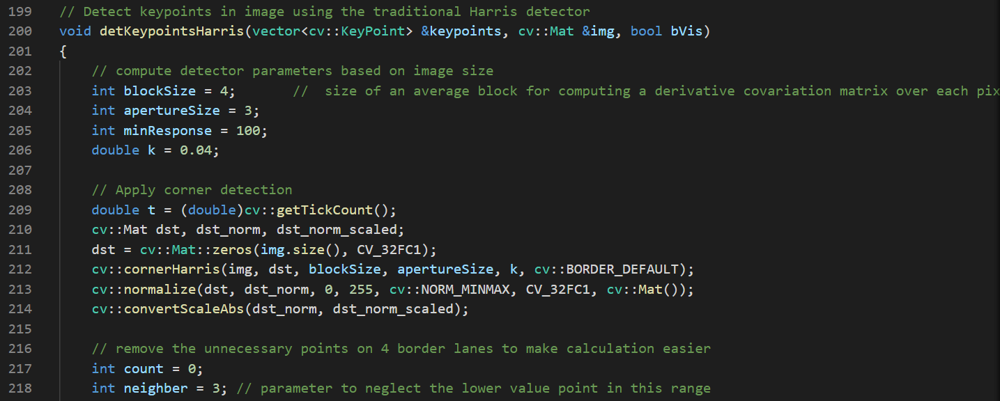 199 // Detect keypoints in image using the traditional Harris detector
200 void detKeypointsHarris(vector<cv::KeyPoint> &keypoints, cv::Mat &img, bool bVis)
201 {
202 // compute detector parameters based on image size
203 int blockSize = 4; // size of an average block for computing a derivative covariation matrix over each pix
204 int apertureSize = 3;
205 int minResponse = 100;
206 double k = 0.04;
207
208 // Apply corner detection
209 double t = (double)cv::getTickCount();
210 cv::Mat dst, dst_norm, dst_norm_scaled;
211 dst = cv::Mat::zeros(img.size(), CV_32FC1);
212 cv::cornerHarris(img, dst, blockSize, apertureSize, k, cv::BORDER_DEFAULT);
213 cv::normalize(dst, dst_norm, 0, 255, cv::NORM_MINMAX, CV_32FC1, cv::Mat());
214 cv::convertScaleAbs(dst_norm, dst_norm_scaled);
215
216 // remove the unnecessary points on 4 border lanes to make calculation easier
217 int count = 0;
218 int neighber = 3; // parameter to neglect the lower value point in this range